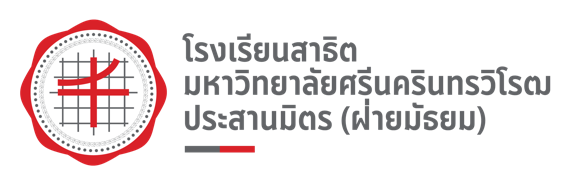 โรงเรียนสาธิต
มหาวิทยาลัยศรีนครินทรวิโรฒ
ประสานมิตร (ฝ่ายมัธยม)